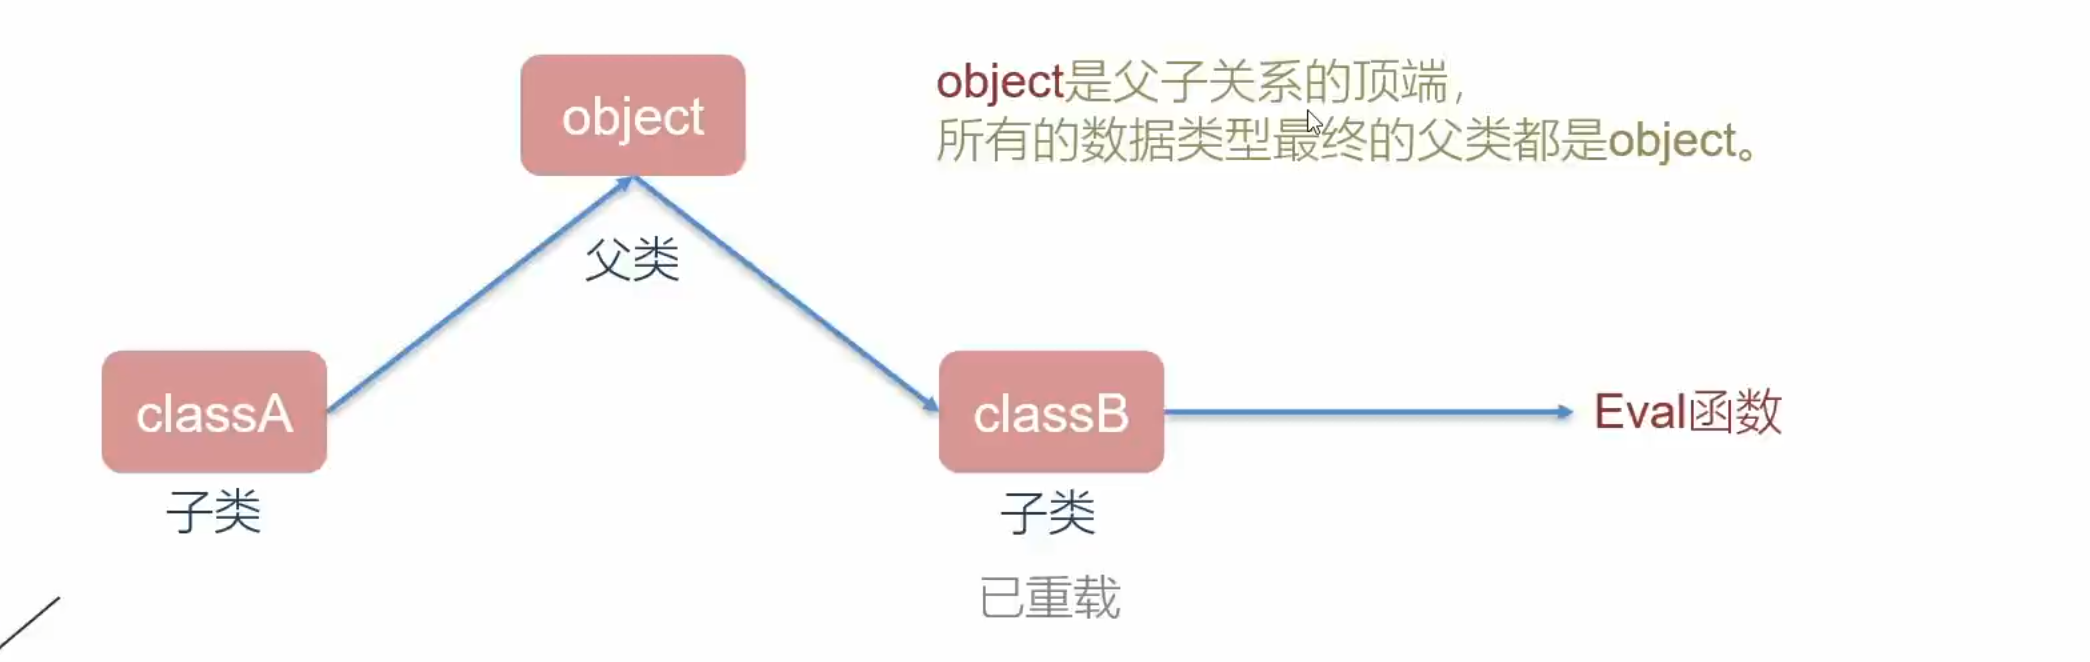 object
object是父子关系的顶端，
所有的数据类型最终的父类都是object。
父类
classA
classB
Eval函数
子类
子类
已重载